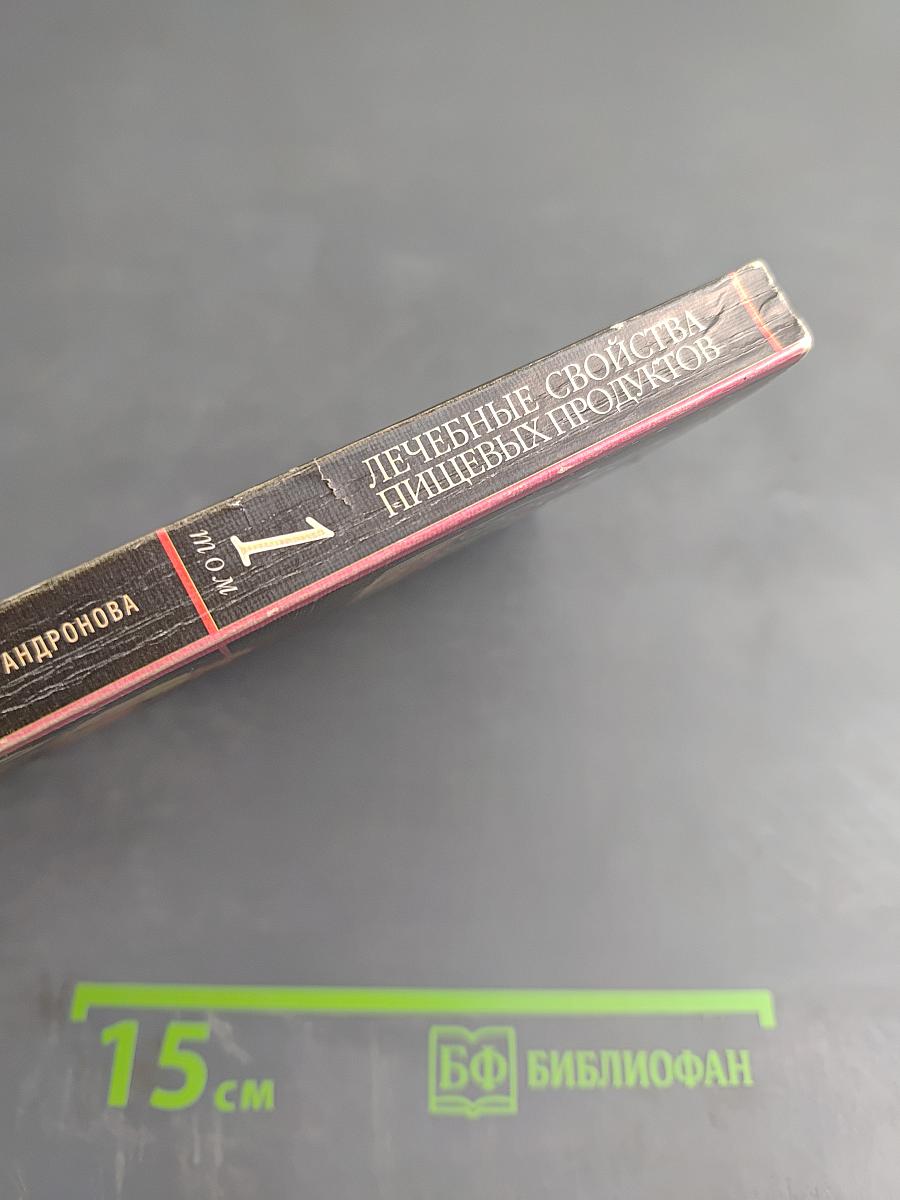 ЛЕЧЕБНЫЕ СВОЙСТВА
ПИЩЕВЫХ ПРОДУКТОВ
том
1
АНДРОНОВА
15 см
БФ БИБЛИОФАН